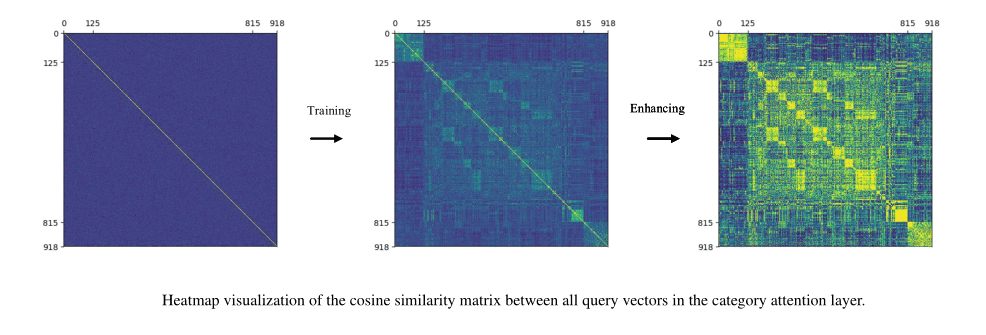 0 125 815 918
0
125
815
918
Training
0 125 815 918
0
125
815
918
Enhancing
0 125 815 918
0
125
815
918
Heatmap visualization of the cosine similarity matrix between all query vectors in the category attention layer.